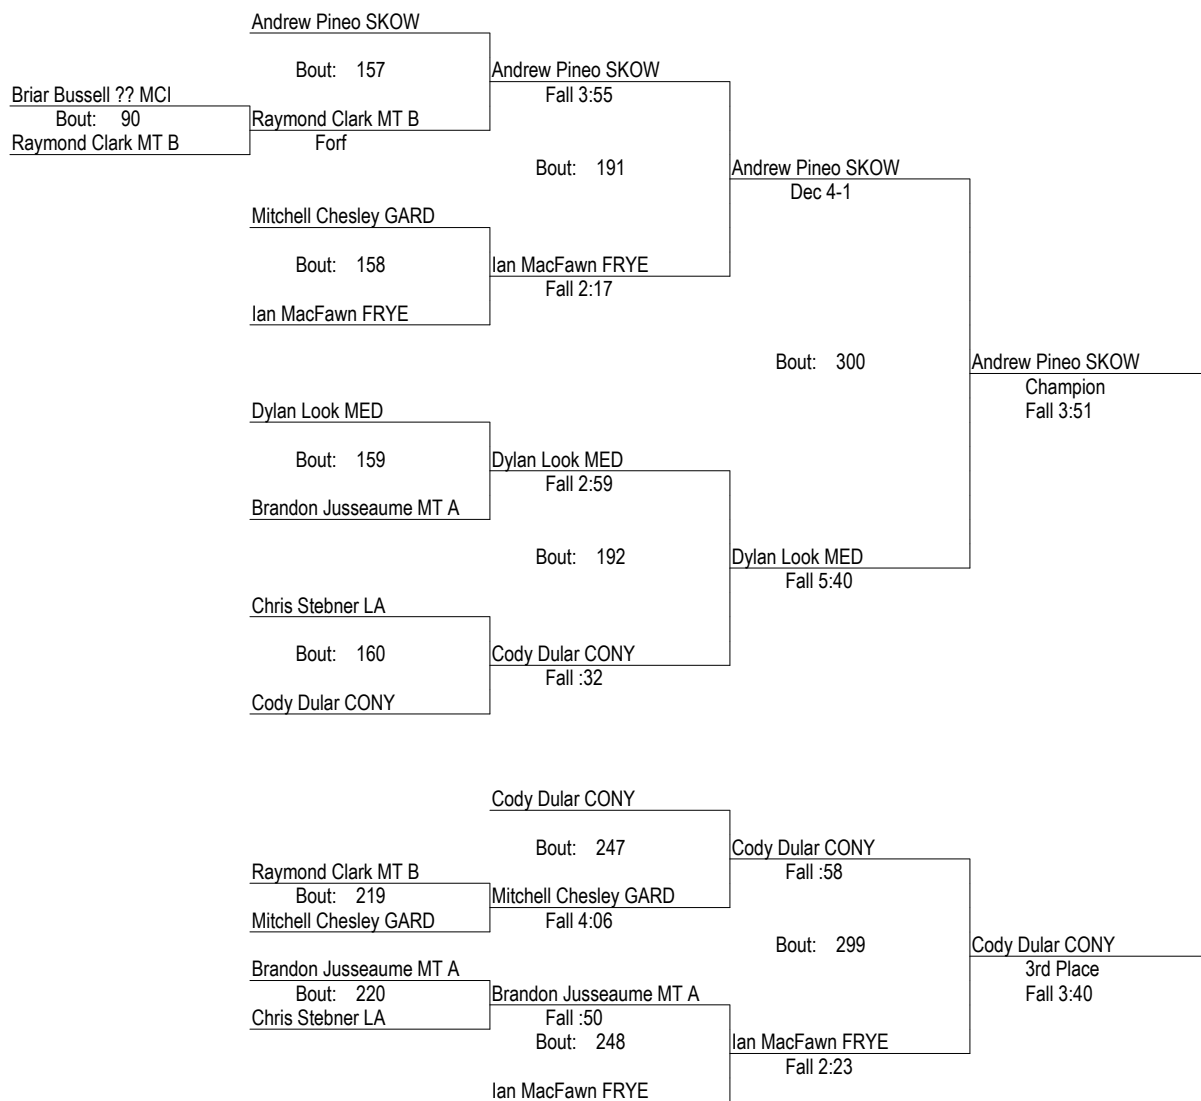 Andrew Pineo SKOW
Bout: 157
Andrew Pineo SKOW
Fall 3:55
Briar Bussell ?? MCI
Bout: 90
Raymond Clark MT B
Raymond Clark MT B
Forf
Bout: 191
Andrew Pineo SKOW
Dec 4-1
Mitchell Chesley GARD
Bout: 158
Ian MacFawn FRYE
Fall 2:17
Ian MacFawn FRYE
Bout: 300
Andrew Pineo SKOW
Champion
Fall 3:51
Dylan Look MED
Bout: 159
Dylan Look MED
Fall 2:59
Brandon Jusseaume MT A
Bout: 192
Dylan Look MED
Fall 5:40
Chris Stebner LA
Bout: 160
Cody Dular CONY
Fall :32
Cody Dular CONY
Cody Dular CONY
Bout: 247
Cody Dular CONY
Fall :58
Raymond Clark MT B
Bout: 219
Mitchell Chesley GARD
Mitchell Chesley GARD
Fall 4:06
Bout: 299
Cody Dular CONY
3rd Place
Fall 3:40
Brandon Jusseaume MT A
Bout: 220
Chris Stebner LA
Brandon Jusseaume MT A
Fall :50
Bout: 248
Ian MacFawn FRYE
Fall 2:23
Ian MacFawn FRYE